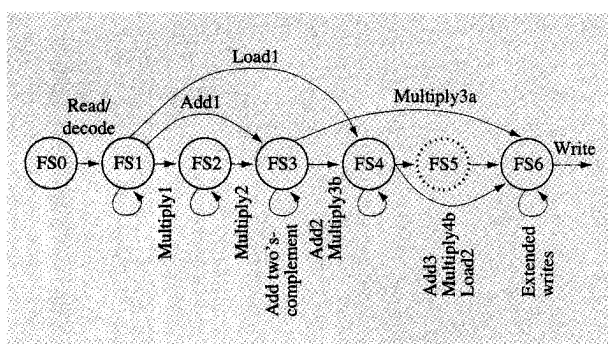 Load1
Read/
decode
Add1
Multiply3a
FS0
FS1
FS2
FS3
FS4
FS5
FS6
Write
Multiply1
Multiply2
Add two's-
complement
Add2
Multiply3b
Add3
Multiply4b
Load2
Extended
writes